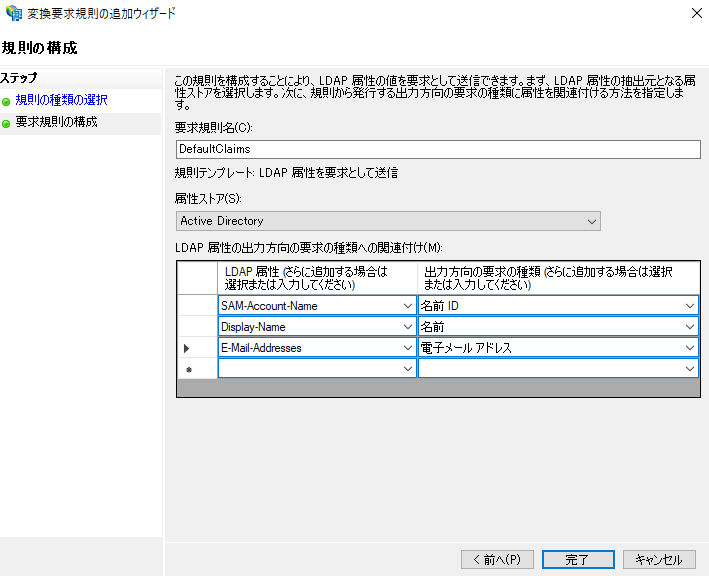 変換要求規則の追加ウィザード
規則の構成
ステップ
規則の種類の選択
要求規則の構成
この規則を構成することにより、LDAP 属性の値を要求として送信できます。まず、LDAP 属性の抽出元となる属
性ストアを選択します。次に、規則から発行する出力方向の要求の種類に属性を関連付ける方法を指定しま
す。
要求規則名(C):
DefaultClaims
規則テンプレート: LDAP 属性を要求として送信
属性ストア(S):
Active Directory
LDAP 属性の出力方向の要求の種類への関連付け(M):
LDAP 属性 (さらに追加する場合は
選択または入力してください)
出力方向の要求の種類 (さらに追加する場合は選択
または入力してください)
SAM-Account-Name 名前 ID
Display-Name 名前
E-Mail-Addresses 電子メール アドレス
< 前へ(P) 完了 キャンセル